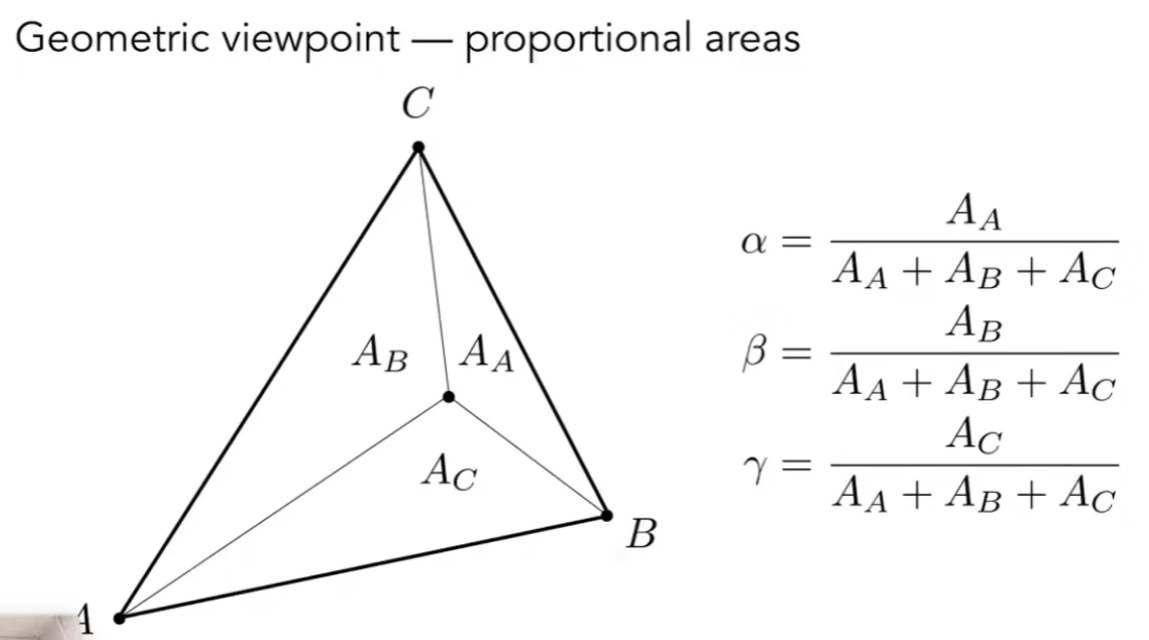 Geometric viewpoint — proportional areas
C
α = A_A / (A_A + A_B + A_C)
A_B A_A
β = A_B / (A_A + A_B + A_C)
A_C
γ = A_C / (A_A + A_B + A_C)
B
A